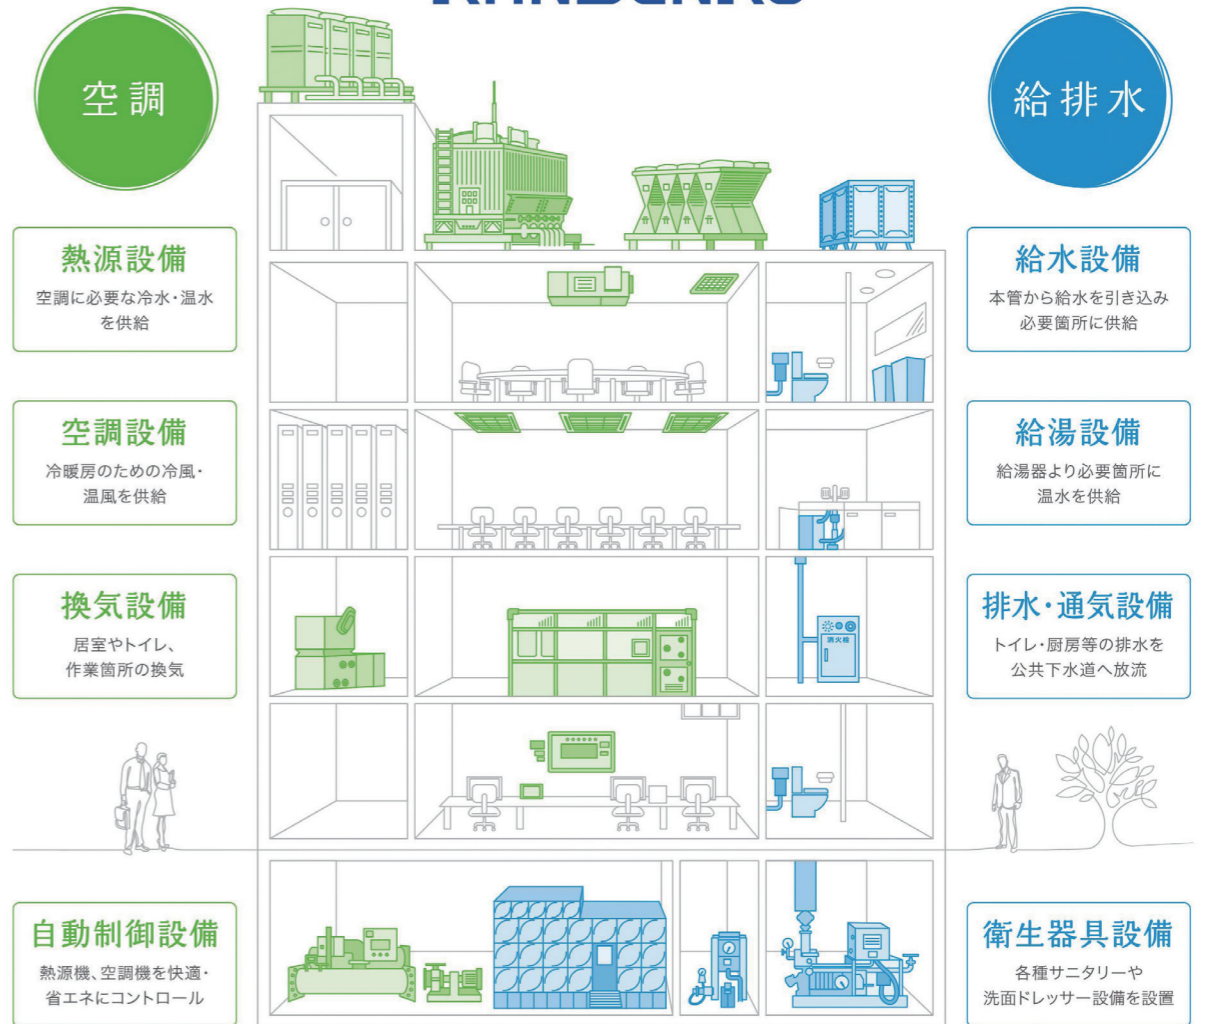 空調
熱源設備
空調に必要な冷水・温水
を供給
空調設備
冷暖房のための冷風・
温風を供給
換気設備
居室やトイレ、
作業箇所の換気
自動制御設備
熱源機、空調機を快適・
省エネにコントロール
消火栓
給排水
給水設備
本管から給水を引き込み
必要箇所に供給
給湯設備
給湯器より必要箇所に
温水を供給
排水・通気設備
トイレ・厨房等の排水を
公共下水道へ放流
衛生器具設備
各種サニタリーや
洗面ドレッサー設備を設置